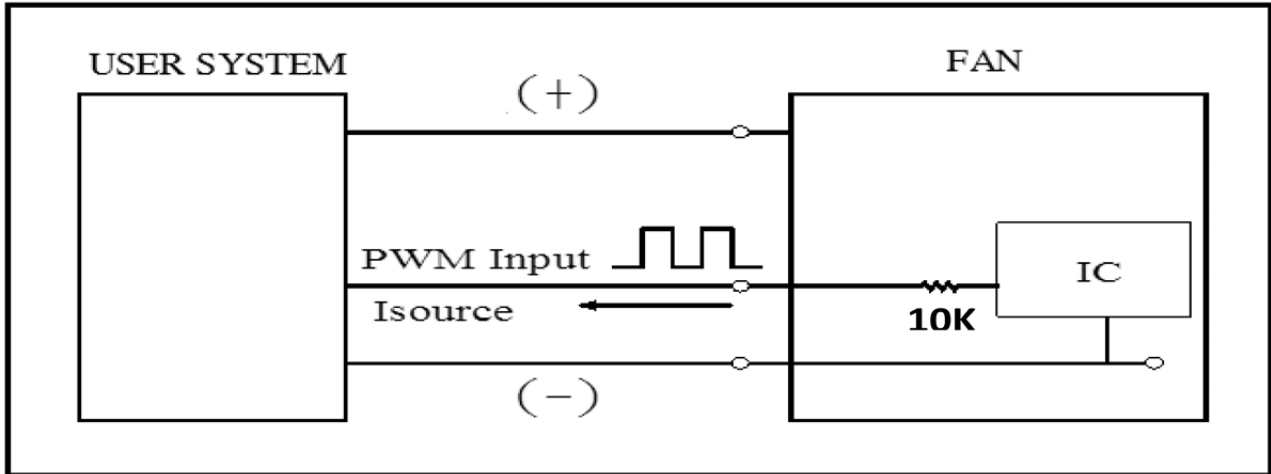 USER SYSTEM
FAN
(+)
PWM Input
Isource
IC
10K
(-)